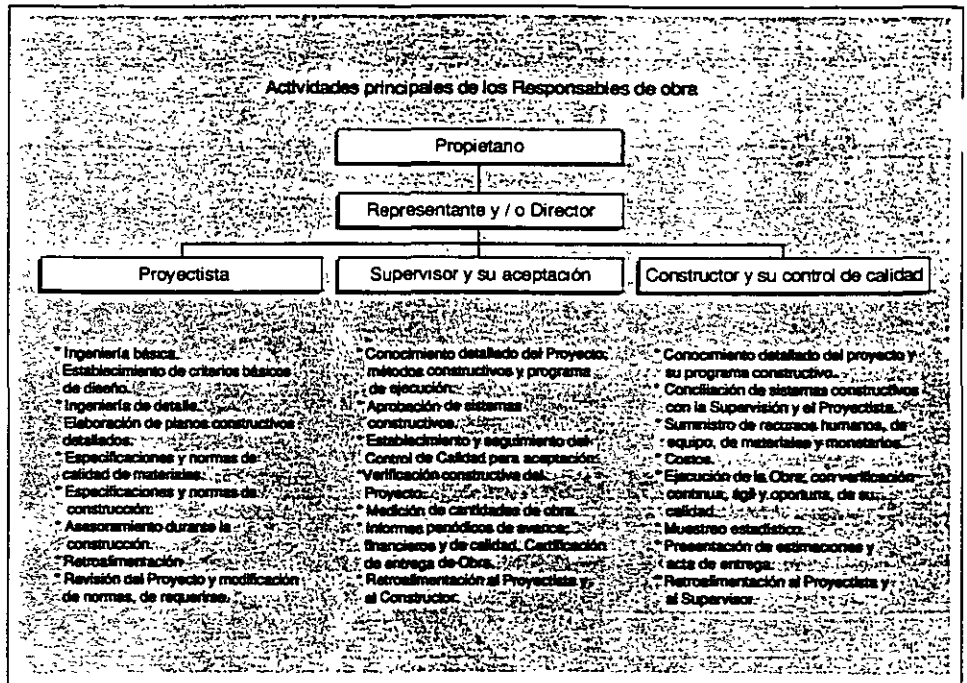 Actividades principales de los Responsables de obra
Propietano
Representante y / o Director
Proyectista
Supervisor y su aceptación
Constructor y su control de calidad
* Ingeniería básica.
Establecimiento de criterios básicos
de diseño.
* Ingeniería de detalle.
Elaboración de planos constructivos
detallados.
* Especificaciones y normas de
calidad de materiales.
* Especificaciones y normas de
construcción.
* Asesoramiento durante la
construcción.
* Retroalimentación
* Revisión del Proyecto y modificación
de normas, de requerirse.
* Conocimiento detallado del Proyecto,
métodos constructivos y programa
de ejecución.
* Aprobación de sistemas
constructivos.
* Establecimiento y seguimiento del
Control de Calidad para aceptación.
* Verificación constructiva del
Proyecto.
* Medición de cantidades de obra.
* Informes periódicos de avance,
financieros y de calidad. Certificación
de entrega de Obra.
* Retroalimentación al Proyectista y
al Constructor.
* Conocimiento detallado del proyecto y
su programa constructivo.
* Conciliación de sistemas constructivos
con la Supervisión y el Proyectista.
* Suministro de recursos humanos, de
equipo, de materiales y monetarios.
* Costos.
* Ejecución de la Obra, con verificación
continua, ágil y oportuna, de su
calidad.
* Muestreo estadístico.
* Presentación de estimaciones y
acta de entrega.
* Retroalimentación al Proyectista y
al Supervisor.